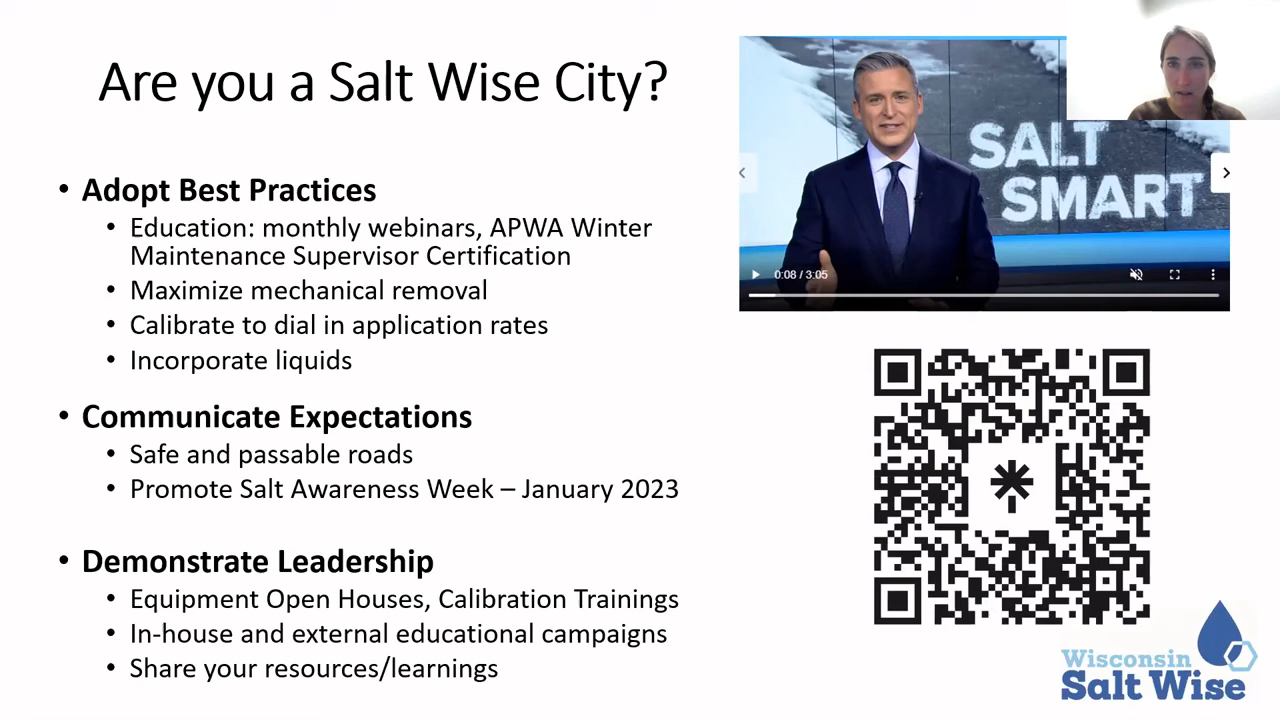 Are you a Salt Wise City?
• Adopt Best Practices
• Education: monthly webinars, APWA Winter
Maintenance Supervisor Certification
• Maximize mechanical removal
• Calibrate to dial in application rates
• Incorporate liquids
• Communicate Expectations
• Safe and passable roads
• Promote Salt Awareness Week – January 2023
• Demonstrate Leadership
• Equipment Open Houses, Calibration Trainings
• In-house and external educational campaigns
• Share your resources/learnings
SALT
SMART
0:08 / 3:05
Wisconsin
Salt Wise